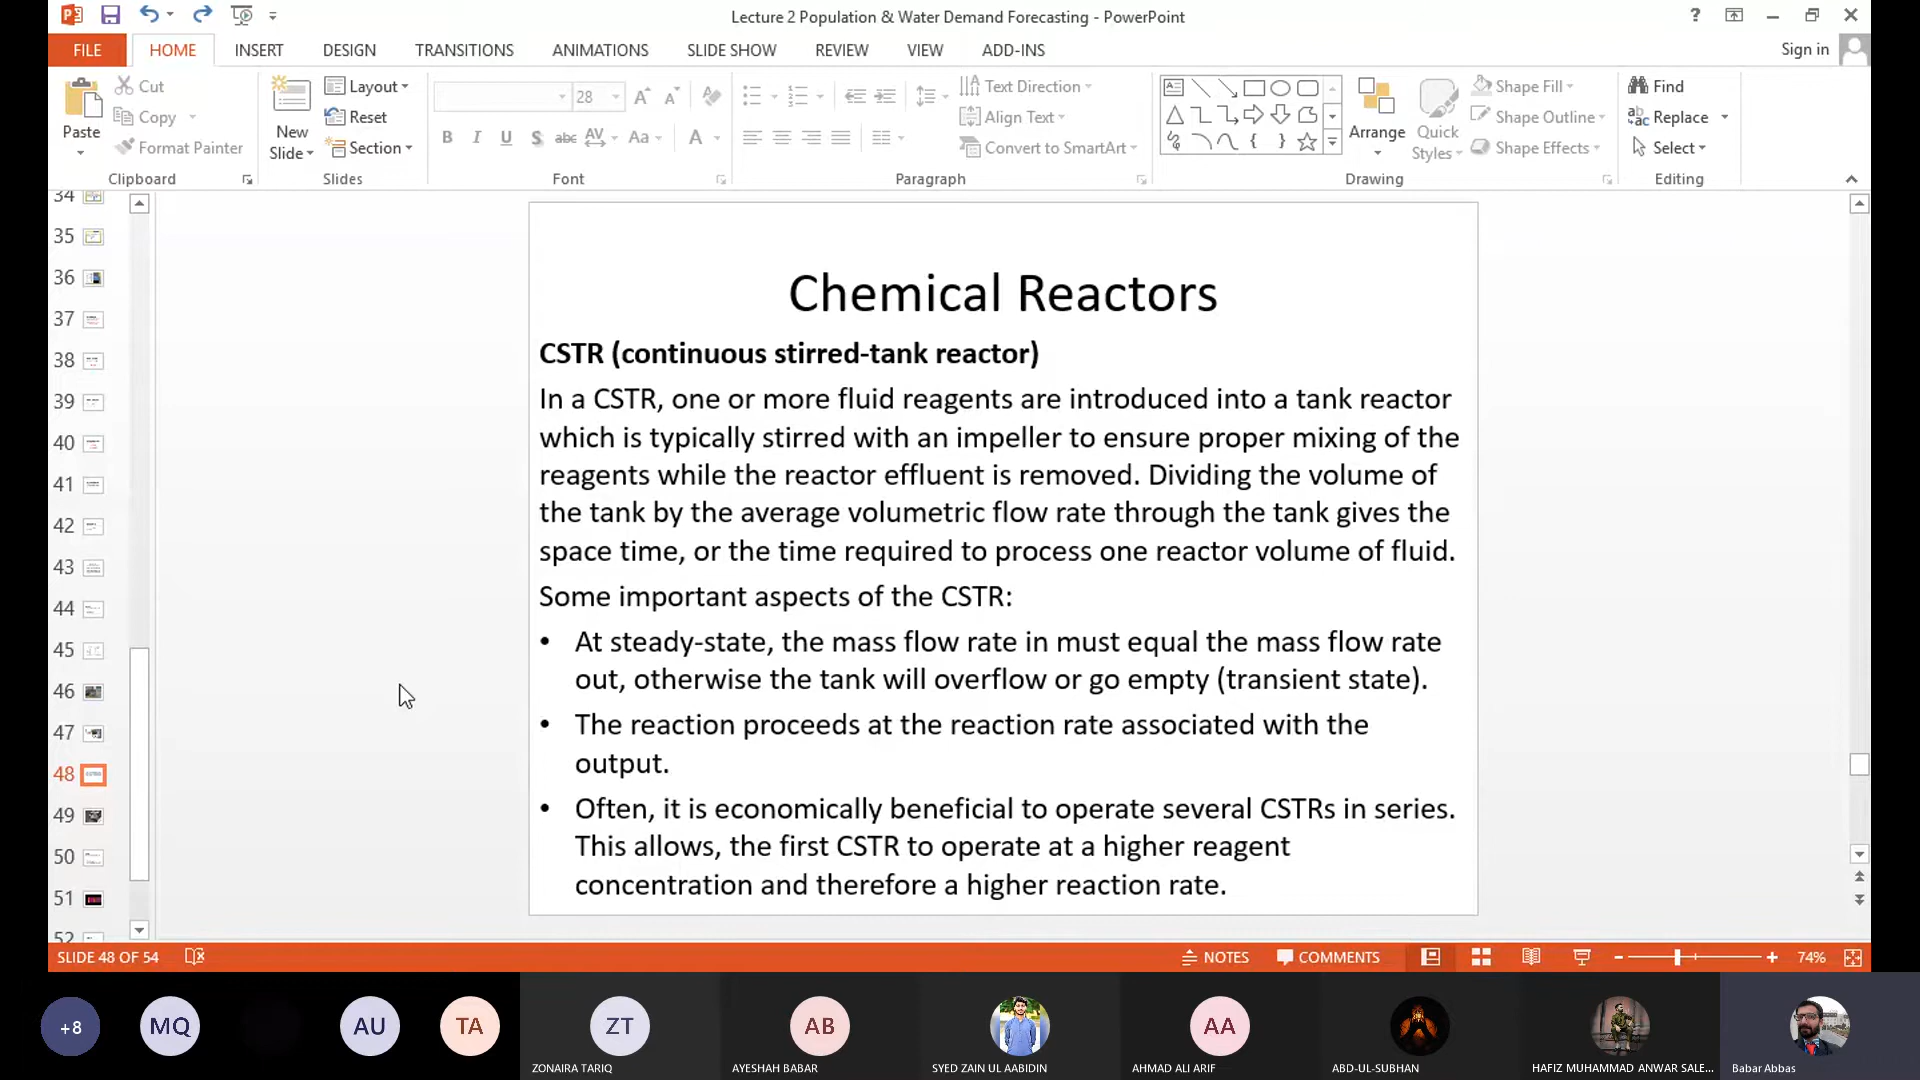 Lecture 2 Population & Water Demand Forecasting - PowerPoint
?
FILE HOME INSERT DESIGN TRANSITIONS ANIMATIONS SLIDE SHOW REVIEW VIEW ADD-INS Sign in
Paste
Cut
Copy
Format Painter
Clipboard
New
Slide
Layout
Reset
Section
Slides
28
B I U S abc AV Aa A
Font
Text Direction
Align Text
Convert to SmartArt
Paragraph
Arrange
Quick
Styles
Shape Fill
Shape Outline
Shape Effects
Drawing
Find
Replace
Select
Editing
34
35
36
37
38
39
40
41
42
43
44
45
46
47
48
49
50
51
52
Chemical Reactors
CSTR (continuous stirred-tank reactor)
In a CSTR, one or more fluid reagents are introduced into a tank reactor
which is typically stirred with an impeller to ensure proper mixing of the
reagents while the reactor effluent is removed. Dividing the volume of
the tank by the average volumetric flow rate through the tank gives the
space time, or the time required to process one reactor volume of fluid.
Some important aspects of the CSTR:
• At steady-state, the mass flow rate in must equal the mass flow rate
out, otherwise the tank will overflow or go empty (transient state).
• The reaction proceeds at the reaction rate associated with the
output.
• Often, it is economically beneficial to operate several CSTRs in series.
This allows, the first CSTR to operate at a higher reagent
concentration and therefore a higher reaction rate.
SLIDE 48 OF 54 NOTES COMMENTS 74%
+8 MQ AU TA ZT AB AA
ZONAIRA TARIQ AYESHAH BABAR SYED ZAIN UL AABIDIN AHMAD ALI ARIF ABD-UL-SUBHAN HAFIZ MUHAMMAD ANWAR SALE... Babar Abbas